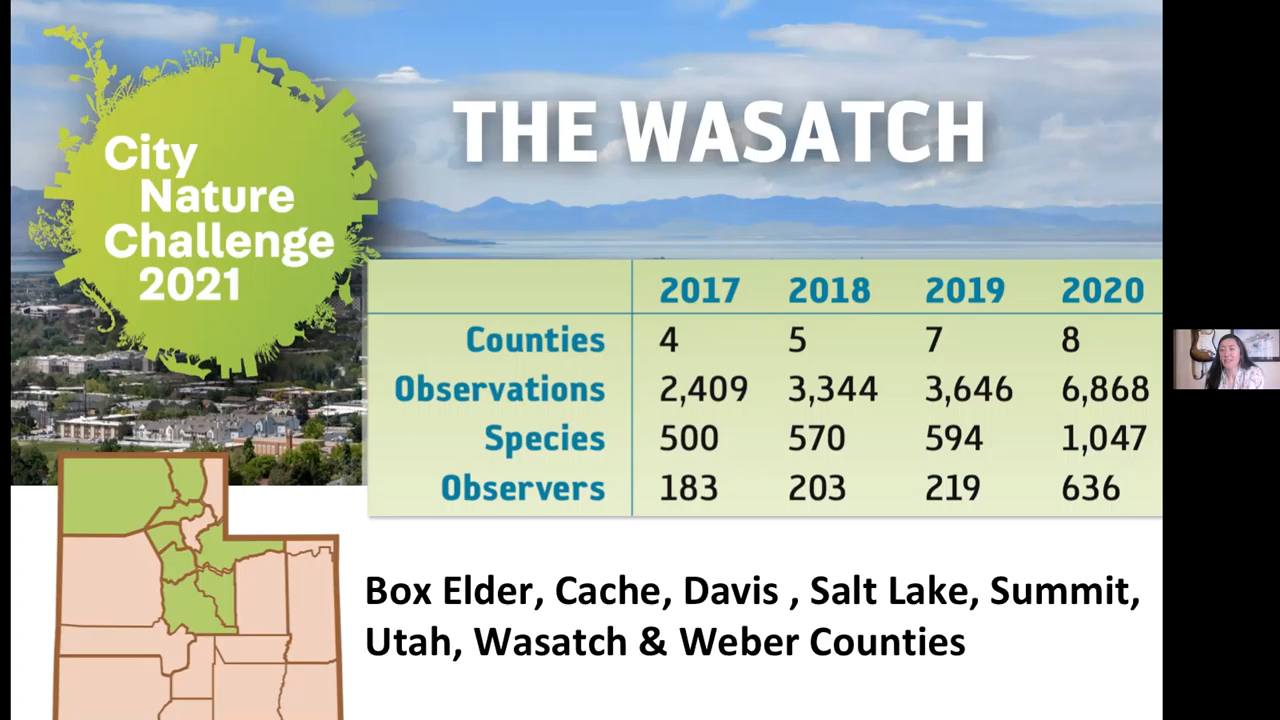 City
Nature
Challenge
2021
THE WASATCH
2017 2018 2019 2020
Counties 4 5 7 8
Observations 2,409 3,344 3,646 6,868
Species 500 570 594 1,047
Observers 183 203 219 636
Box Elder, Cache, Davis , Salt Lake, Summit,
Utah, Wasatch & Weber Counties